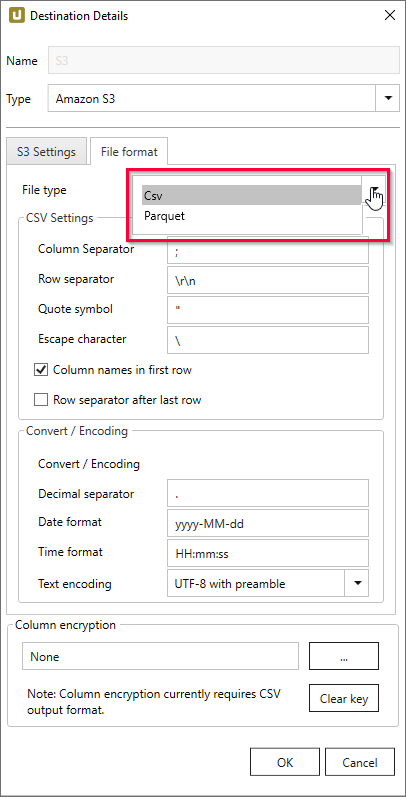 Destination Details
Name S3
Type Amazon S3
S3 Settings File format
File type
Csv
Parquet
CSV Settings
Column Separator ;
Row separator \r\n
Quote symbol "
Escape character \
Column names in first row
Row separator after last row
Convert / Encoding
Convert / Encoding
Decimal separator .
Date format yyyy-MM-dd
Time format HH:mm:ss
Text encoding UTF-8 with preamble
Column encryption
None ...
Note: Column encryption currently requires CSV
output format.
Clear key
OK Cancel